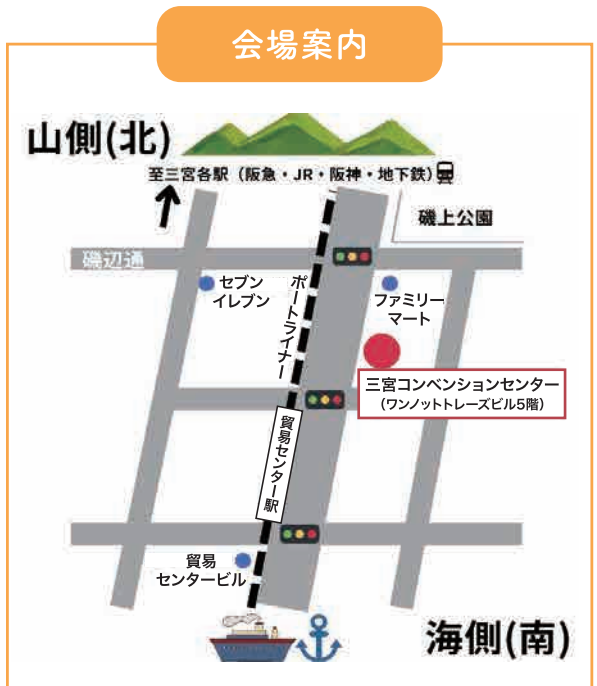 会場案内
山側(北)
至三宮各駅（阪急・JR・阪神・地下鉄）
磯上公園
磯辺通
セブン
イレブン
ポートライナー
ファミリー
マート
三宮コンベンションセンター
（ワンノットトレーズビル5階）
貿易センター駅
貿易
センタービル
海側(南)